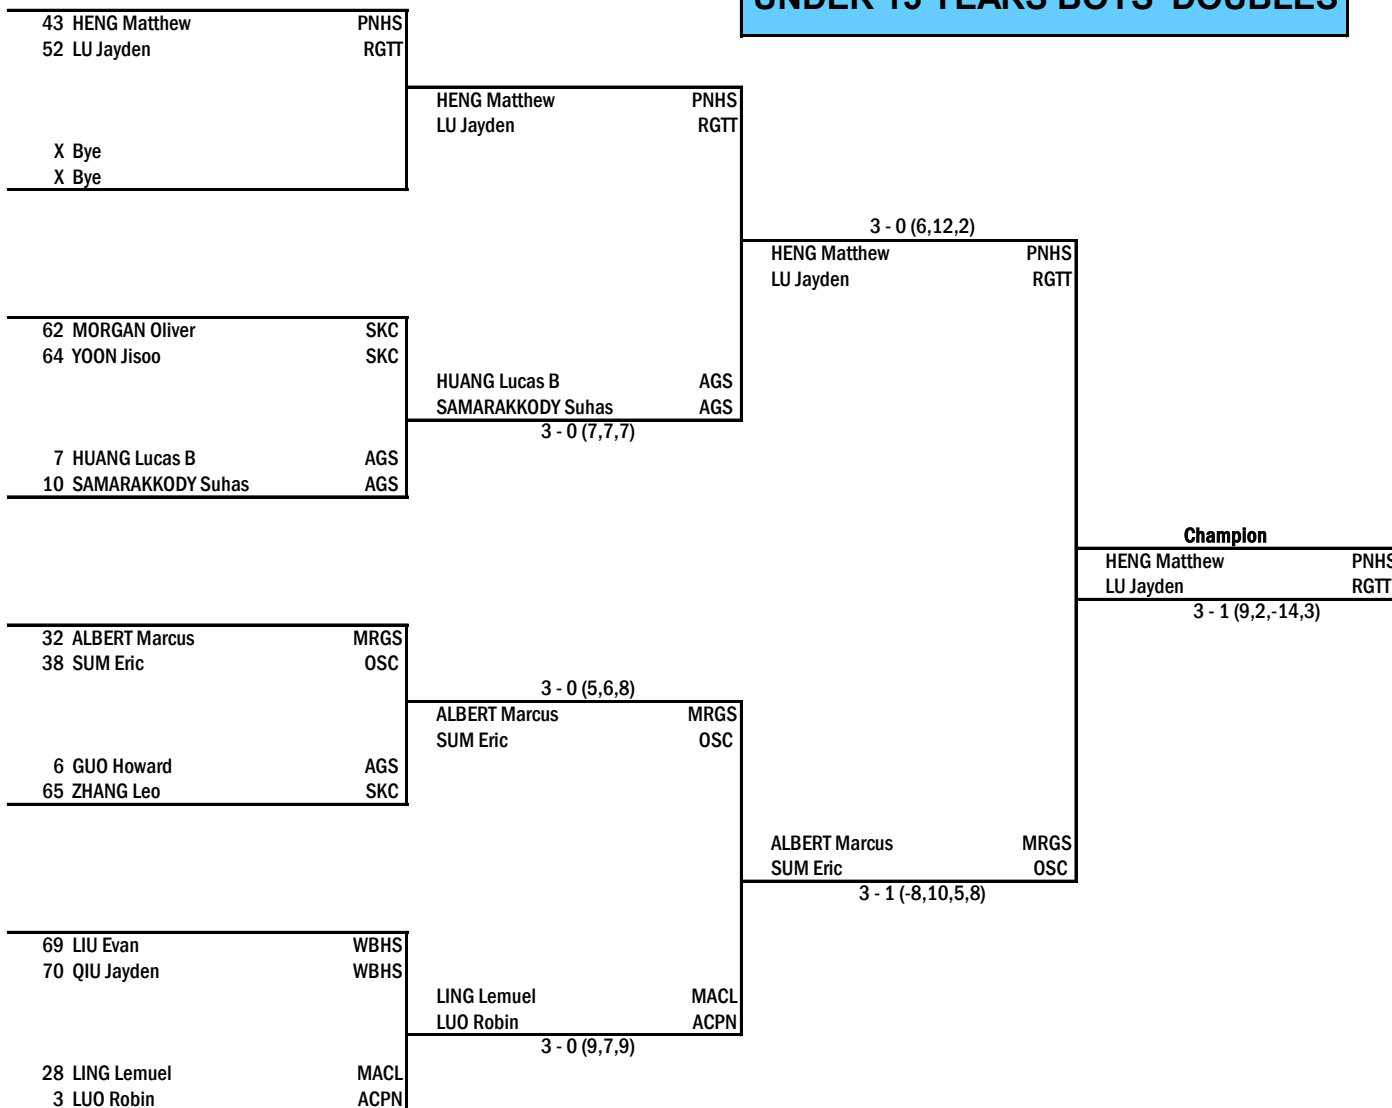 UNDER 15 YEARS BOYS' DOUBLES
43 HENG Matthew PNHS
52 LU Jayden RGTT
HENG Matthew PNHS
LU Jayden RGTT
X Bye
X Bye
3 - 0 (6,12,2)
HENG Matthew PNHS
LU Jayden RGTT
62 MORGAN Oliver SKC
64 YOON Jisoo SKC
HUANG Lucas B AGS
SAMARAKKODY Suhas AGS
3 - 0 (7,7,7)
7 HUANG Lucas B AGS
10 SAMARAKKODY Suhas AGS
Champion
HENG Matthew PNHS
LU Jayden RGTT
3 - 1 (9,2,-14,3)
32 ALBERT Marcus MRGS
38 SUM Eric OSC
3 - 0 (5,6,8)
ALBERT Marcus MRGS
SUM Eric OSC
6 GUO Howard AGS
65 ZHANG Leo SKC
ALBERT Marcus MRGS
SUM Eric OSC
3 - 1 (-8,10,5,8)
69 LIU Evan WBHS
70 QIU Jayden WBHS
LING Lemuel MACL
LUO Robin ACPN
3 - 0 (9,7,9)
28 LING Lemuel MACL
3 LUO Robin ACPN